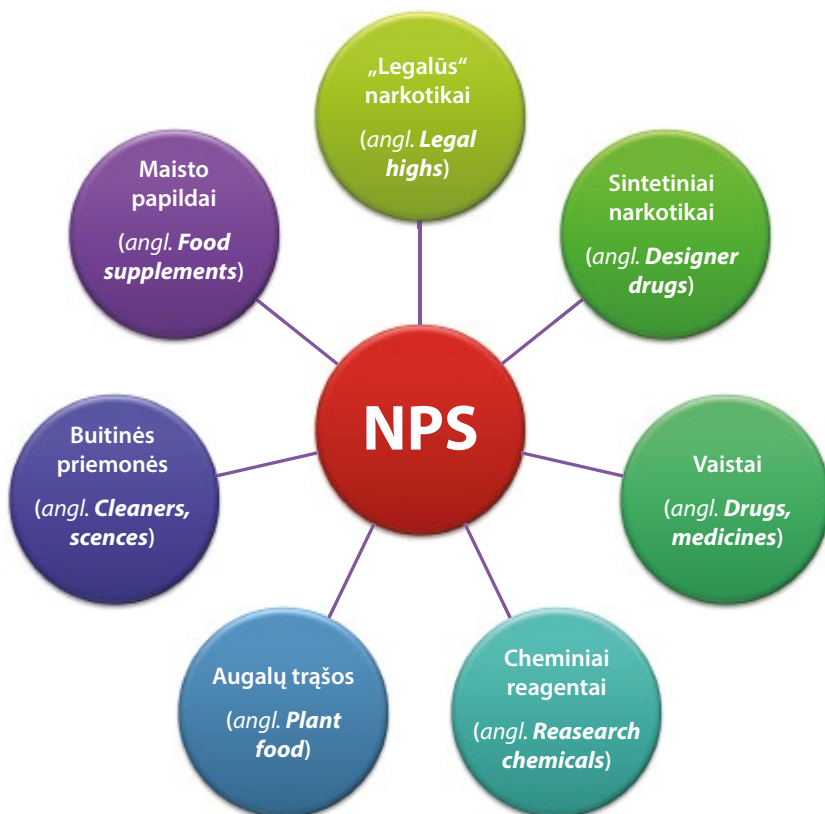 „Legalūs“
narkotikai
(angl. Legal
highs)
Sintetiniai
narkotikai
(angl. Designer
drugs)
Vaistai
(angl. Drugs,
medicines)
Cheminiai
reagentai
(angl. Reasearch
chemicals)
Augalų trąšos
(angl. Plant
food)
Buitinės
priemonės
(angl. Cleaners,
scences)
Maisto
papildai
(angl. Food
supplements)
NPS